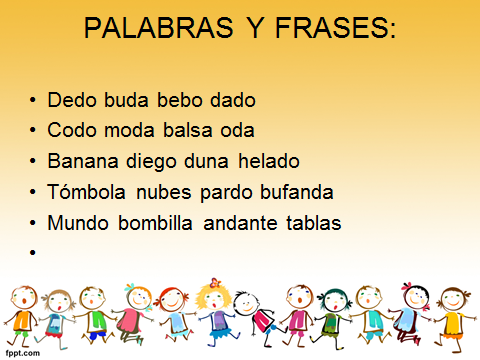 PALABRAS Y FRASES:
• Dedo buda bebo dado
• Codo moda balsa oda
• Banana diego duna helado
• Tómbola nubes pardo bufanda
• Mundo bombilla andante tablas
•
fppt.com